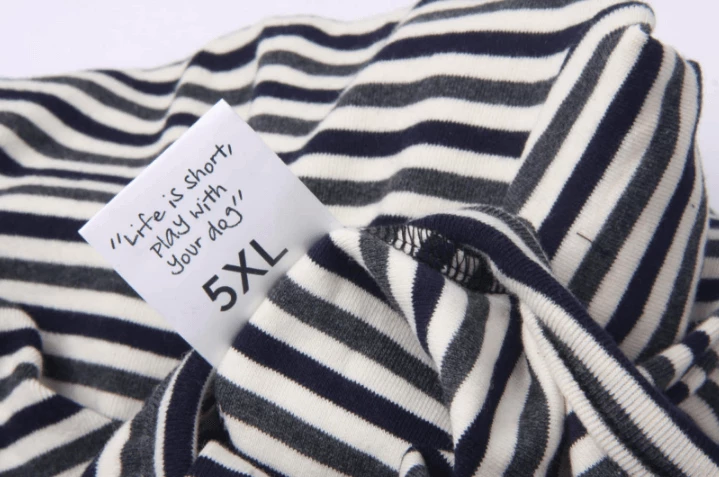 "Life is short,
Play with
your dog"
5XL